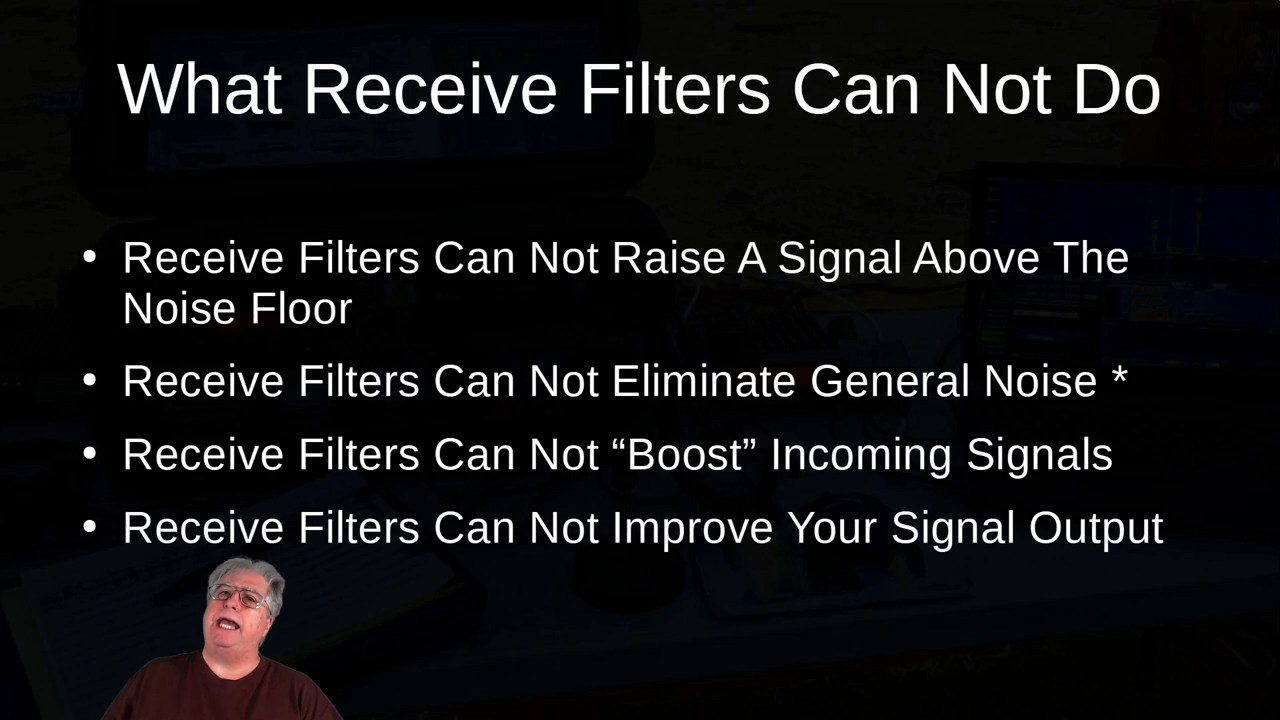 What Receive Filters Can Not Do
• Receive Filters Can Not Raise A Signal Above The
Noise Floor
• Receive Filters Can Not Eliminate General Noise *
• Receive Filters Can Not “Boost” Incoming Signals
• Receive Filters Can Not Improve Your Signal Output